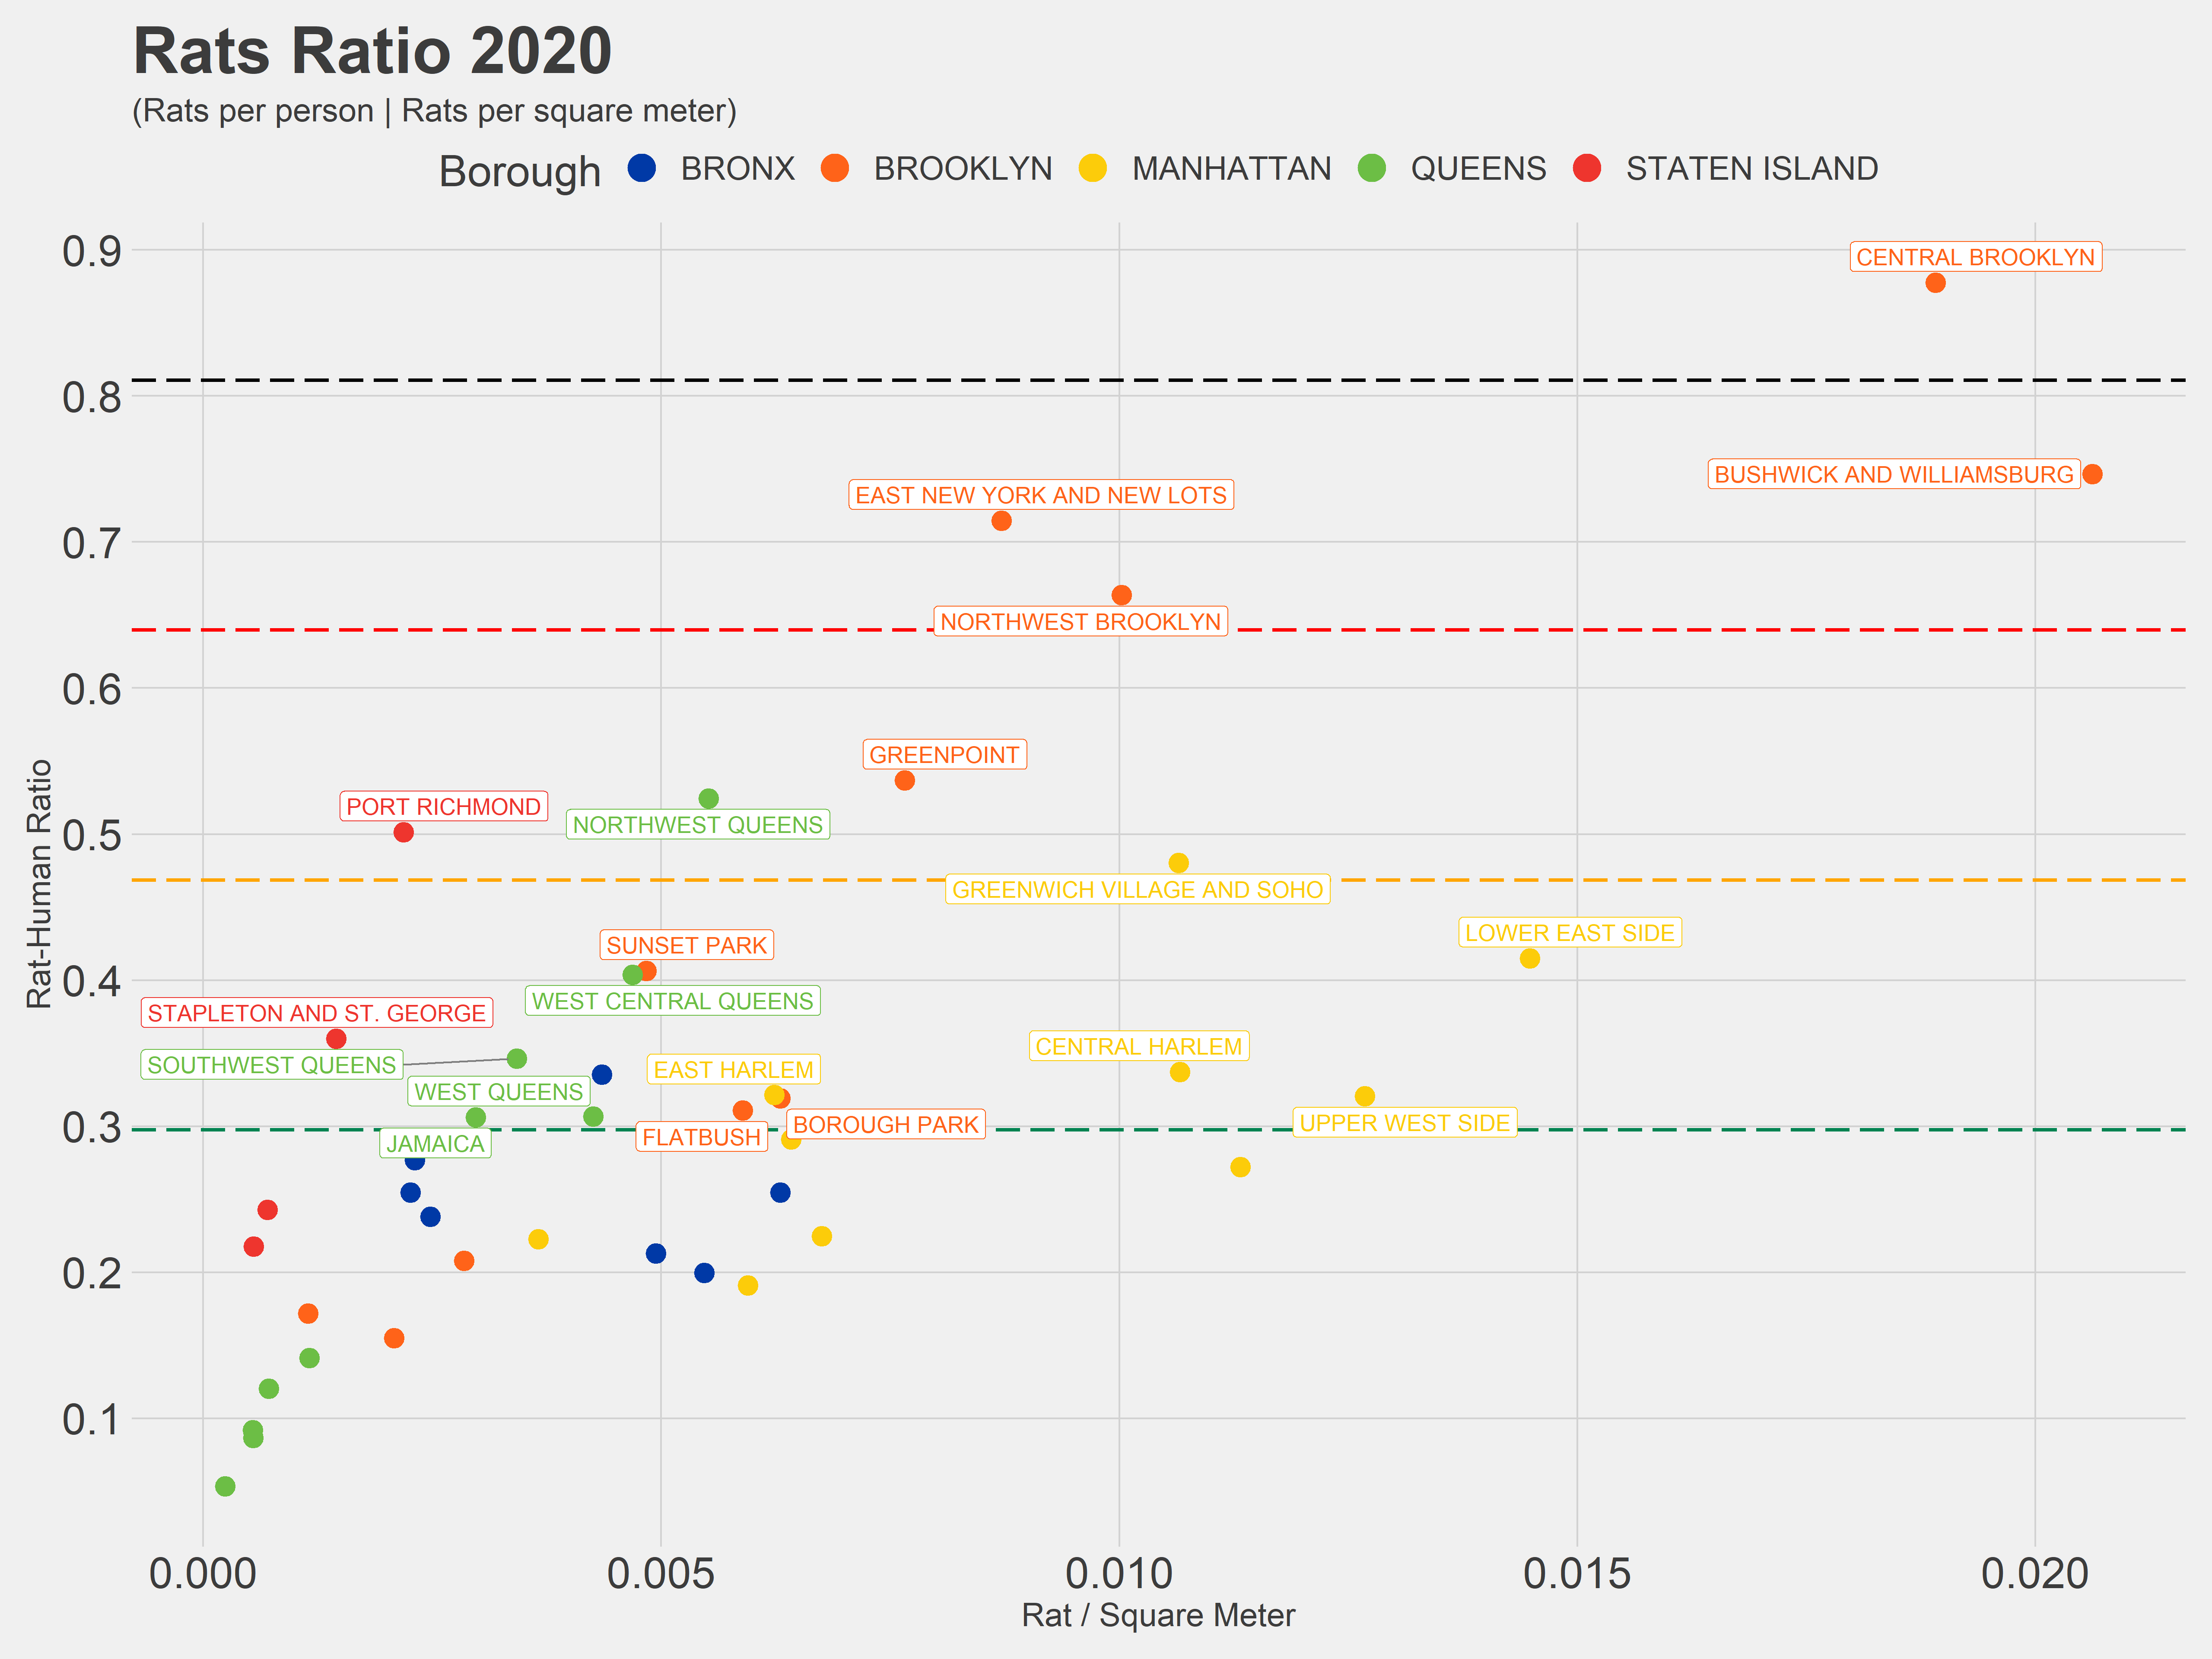 Rats Ratio 2020
(Rats per person | Rats per square meter)
Borough BRONX BROOKLYN MANHATTAN QUEENS STATEN ISLAND
0.9
CENTRAL BROOKLYN
0.8
BUSHWICK AND WILLIAMSBURG
EAST NEW YORK AND NEW LOTS
0.7
NORTHWEST BROOKLYN
0.6
GREENPOINT
PORT RICHMOND
NORTHWEST QUEENS
0.5
GREENWICH VILLAGE AND SOHO
LOWER EAST SIDE
SUNSET PARK
0.4
WEST CENTRAL QUEENS
STAPLETON AND ST. GEORGE
CENTRAL HARLEM
SOUTHWEST QUEENS
EAST HARLEM
WEST QUEENS
UPPER WEST SIDE
BOROUGH PARK
0.3
FLATBUSH
JAMAICA
0.2
0.1
Rat-Human Ratio
0.000 0.005 0.010 0.015 0.020
Rat / Square Meter